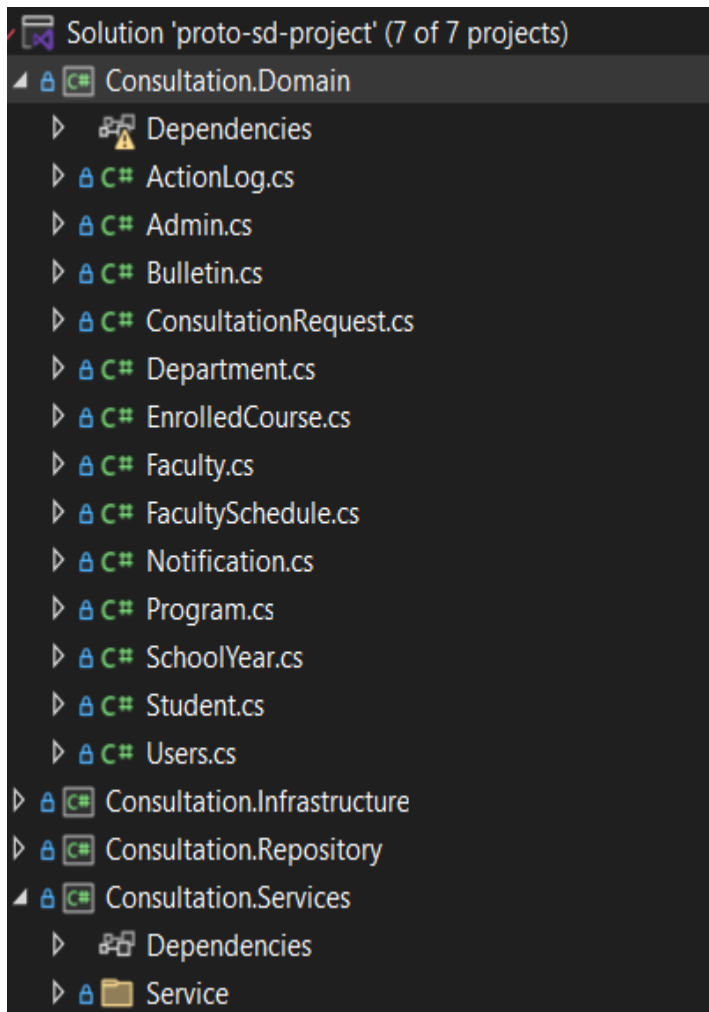 Solution 'proto-sd-project' (7 of 7 projects)
C# Consultation.Domain
Dependencies
C# ActionLog.cs
C# Admin.cs
C# Bulletin.cs
C# ConsultationRequest.cs
C# Department.cs
C# EnrolledCourse.cs
C# Faculty.cs
C# FacultySchedule.cs
C# Notification.cs
C# Program.cs
C# SchoolYear.cs
C# Student.cs
C# Users.cs
C# Consultation.Infrastructure
C# Consultation.Repository
C# Consultation.Services
Dependencies
Service